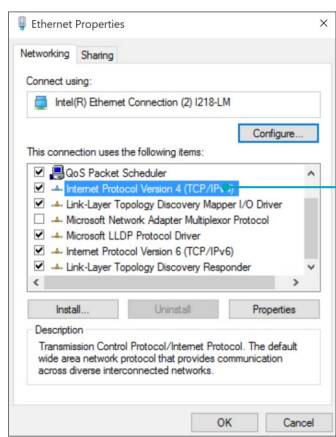 Ethernet Properties
Networking Sharing
Connect using:
Intel(R) Ethernet Connection (2) I218-LM
Configure...
This connection uses the following items:
QoS Packet Scheduler
Internet Protocol Version 4 (TCP/IPv4)
Link-Layer Topology Discovery Mapper I/O Driver
Microsoft Network Adapter Multiplexor Protocol
Microsoft LLDP Protocol Driver
Internet Protocol Version 6 (TCP/IPv6)
Link-Layer Topology Discovery Responder
Install... Uninstall Properties
Description
Transmission Control Protocol/Internet Protocol. The default
wide area network protocol that provides communication
across diverse interconnected networks.
OK Cancel